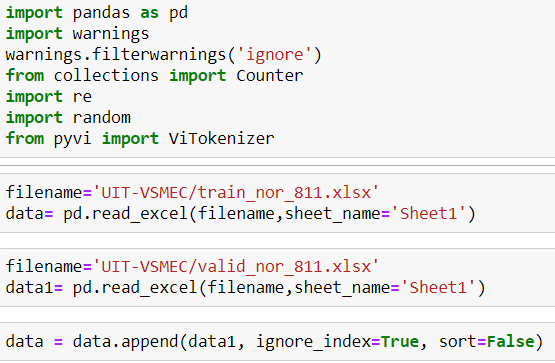 import pandas as pd
import warnings
warnings.filterwarnings('ignore')
from collections import Counter
import re
import random
from pyvi import ViTokenizer
filename='UIT-VSMEC/train_nor_811.xlsx'
data= pd.read_excel(filename,sheet_name='Sheet1')
filename='UIT-VSMEC/valid_nor_811.xlsx'
data1= pd.read_excel(filename,sheet_name='Sheet1')
data = data.append(data1, ignore_index=True, sort=False)